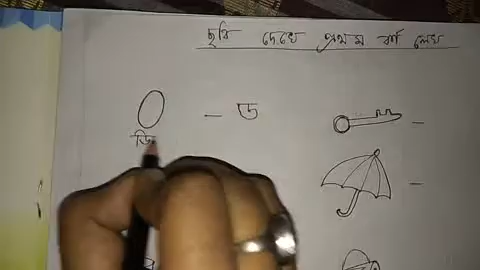 ছবি দেখে প্রথম বর্ণ লেখ
– ড
ডি
–
–